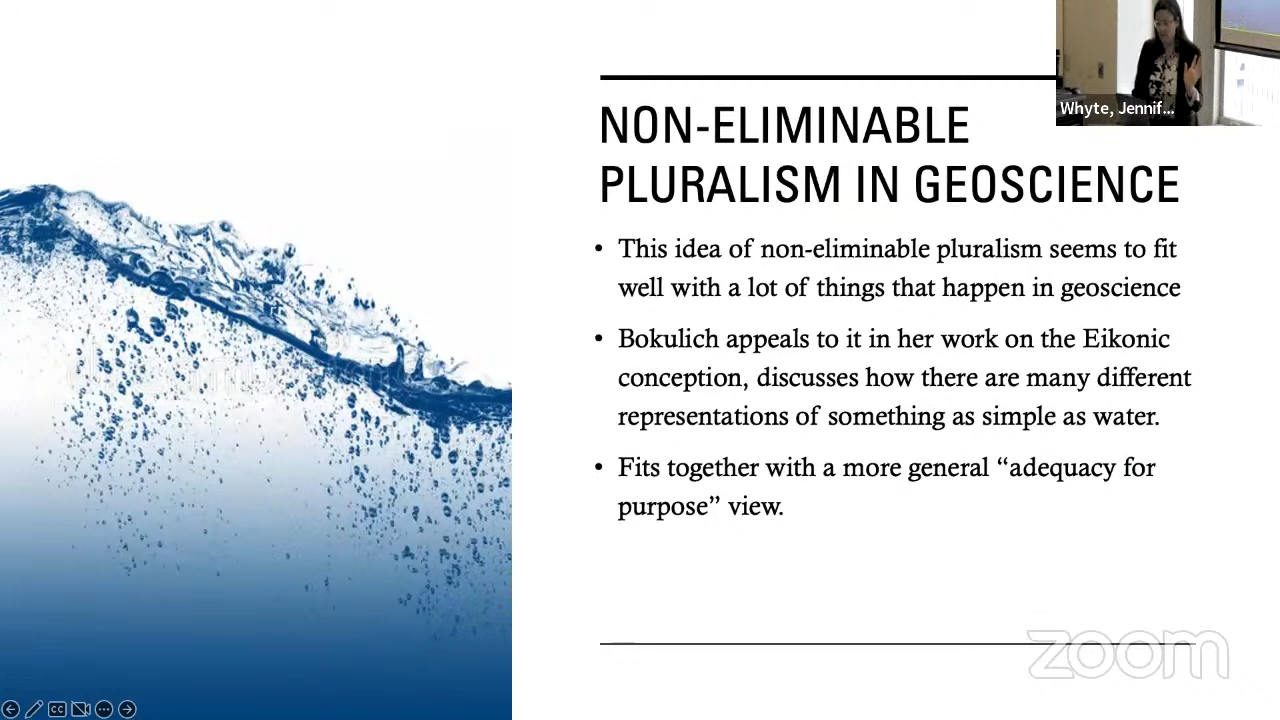 Whyte, Jennif...
NON-ELIMINABLE
PLURALISM IN GEOSCIENCE
• This idea of non-eliminable pluralism seems to fit
well with a lot of things that happen in geoscience
• Bokulich appeals to it in her work on the Eikonic
conception, discusses how there are many different
representations of something as simple as water.
• Fits together with a more general “adequacy for
purpose” view.
zoom
CC